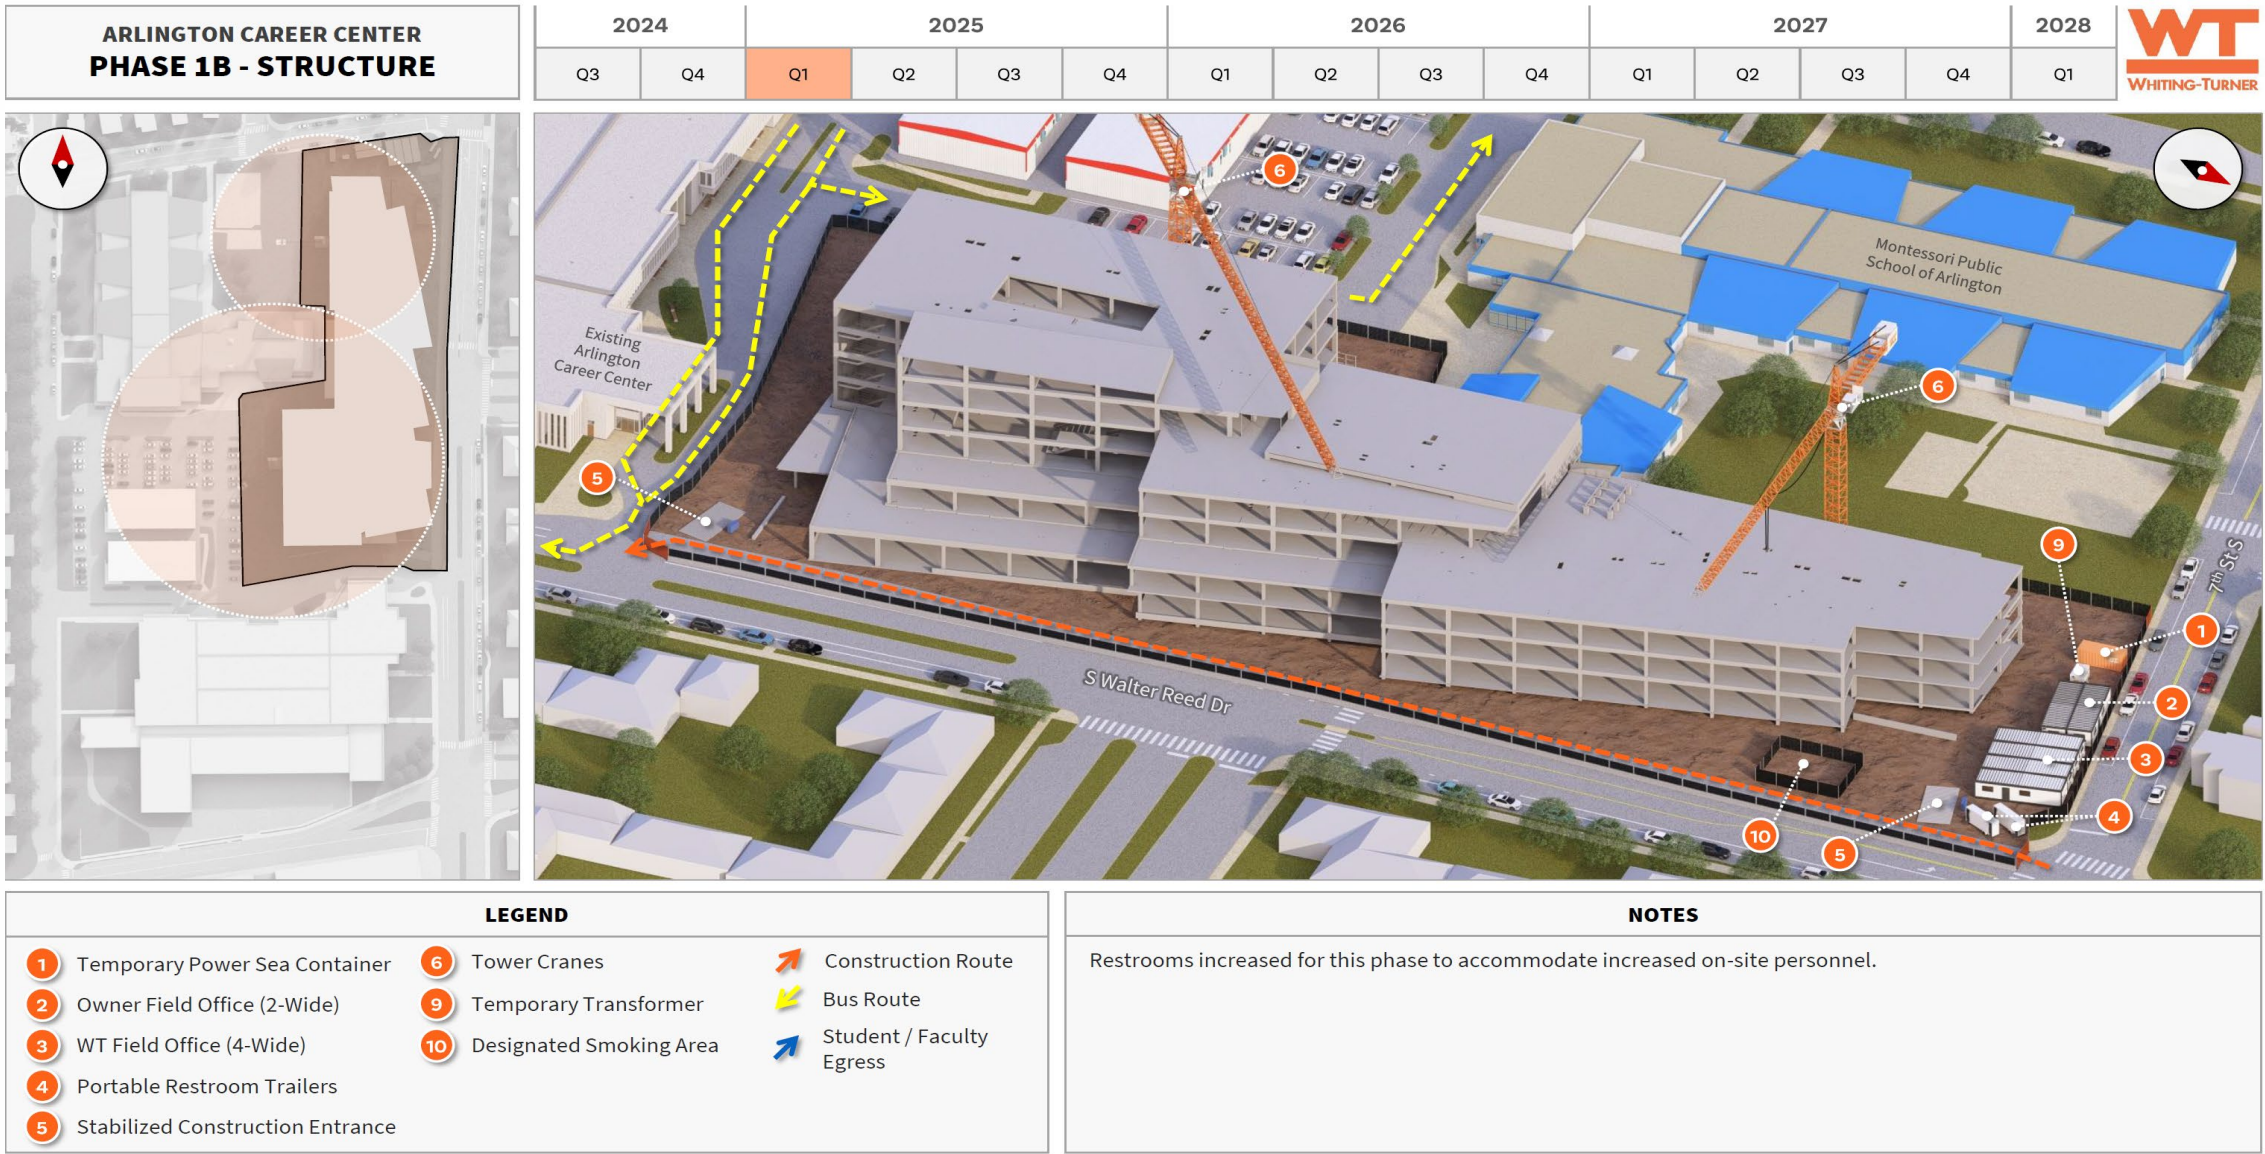 ARLINGTON CAREER CENTER
PHASE 1B - STRUCTURE
2024 2025 2026 2027 2028
Q3 Q4 Q1 Q2 Q3 Q4 Q1 Q2 Q3 Q4 Q1 Q2 Q3 Q4 Q1
WT
WHITING-TURNER
6
Montessori Public
School of Arlington
Existing
Arlington
Career Center
6
5
9
7th St S
1
S Walter Reed Dr
2
3
4
10
5
LEGEND
1 Temporary Power Sea Container
2 Owner Field Office (2-Wide)
3 WT Field Office (4-Wide)
4 Portable Restroom Trailers
5 Stabilized Construction Entrance
6 Tower Cranes
9 Temporary Transformer
10 Designated Smoking Area
Construction Route
Bus Route
Student / Faculty
Egress
NOTES
Restrooms increased for this phase to accommodate increased on-site personnel.